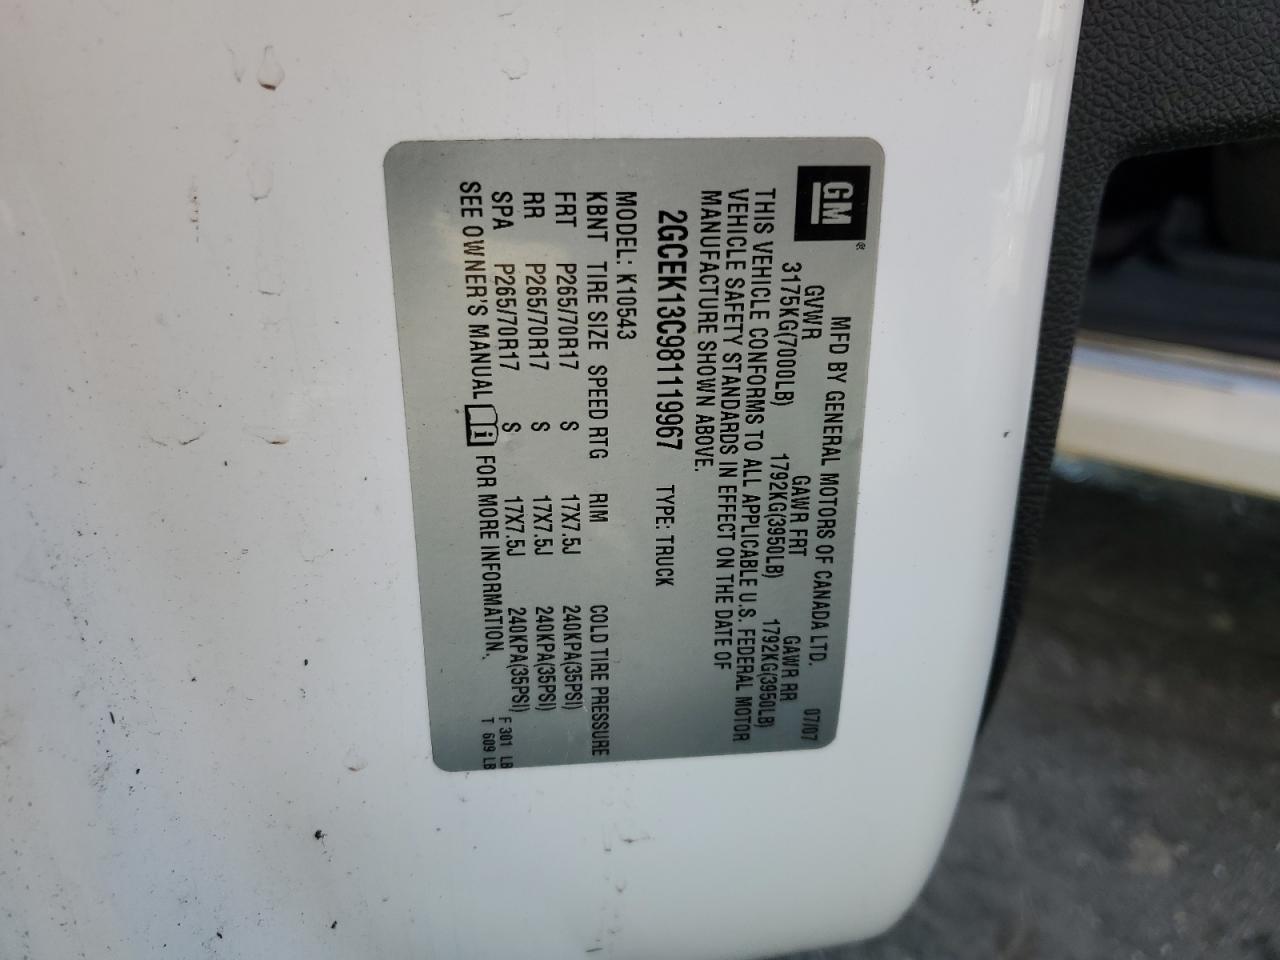 GM®
MFD BY GENERAL MOTORS OF CANADA LTD.
GVWR GAWR FRT GAWR RR 07/07
3175KG(7000LB) 1792KG(3950LB) 1792KG(3950LB)
THIS VEHICLE CONFORMS TO ALL APPLICABLE U.S. FEDERAL MOTOR
VEHICLE SAFETY STANDARDS IN EFFECT ON THE DATE OF
MANUFACTURE SHOWN ABOVE.
2GCEK13C981119967 TYPE: TRUCK
MODEL: K10543
KBNT TIRE SIZE SPEED RTG RIM COLD TIRE PRESSURE
FRT P265/70R17 S 17X7.5J 240KPA(35PSI)
RR P265/70R17 S 17X7.5J 240KPA(35PSI)
SPA P265/70R17 S 17X7.5J 240KPA(35PSI)
SEE OWNER'S MANUAL i FOR MORE INFORMATION.
F 301 LB
T 609 LB